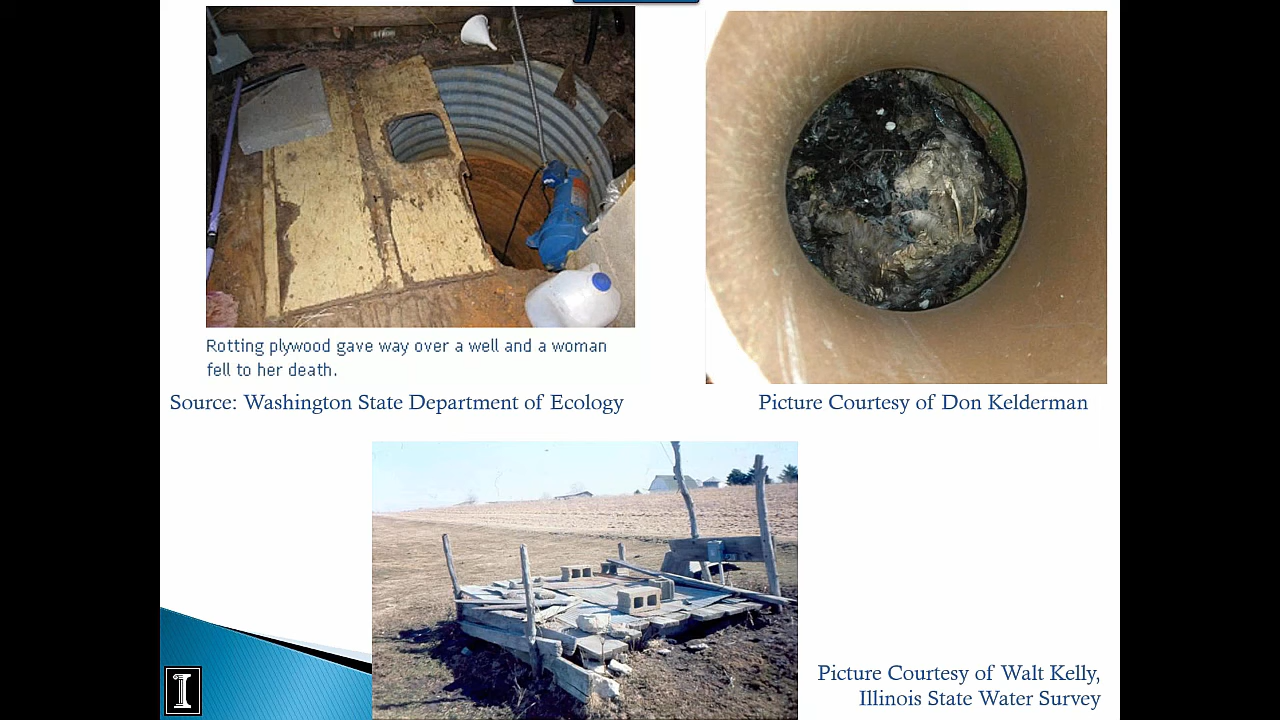 Rotting plywood gave way over a well and a woman
fell to her death.
Source: Washington State Department of Ecology
Picture Courtesy of Don Kelderman
Picture Courtesy of Walt Kelly,
Illinois State Water Survey
I